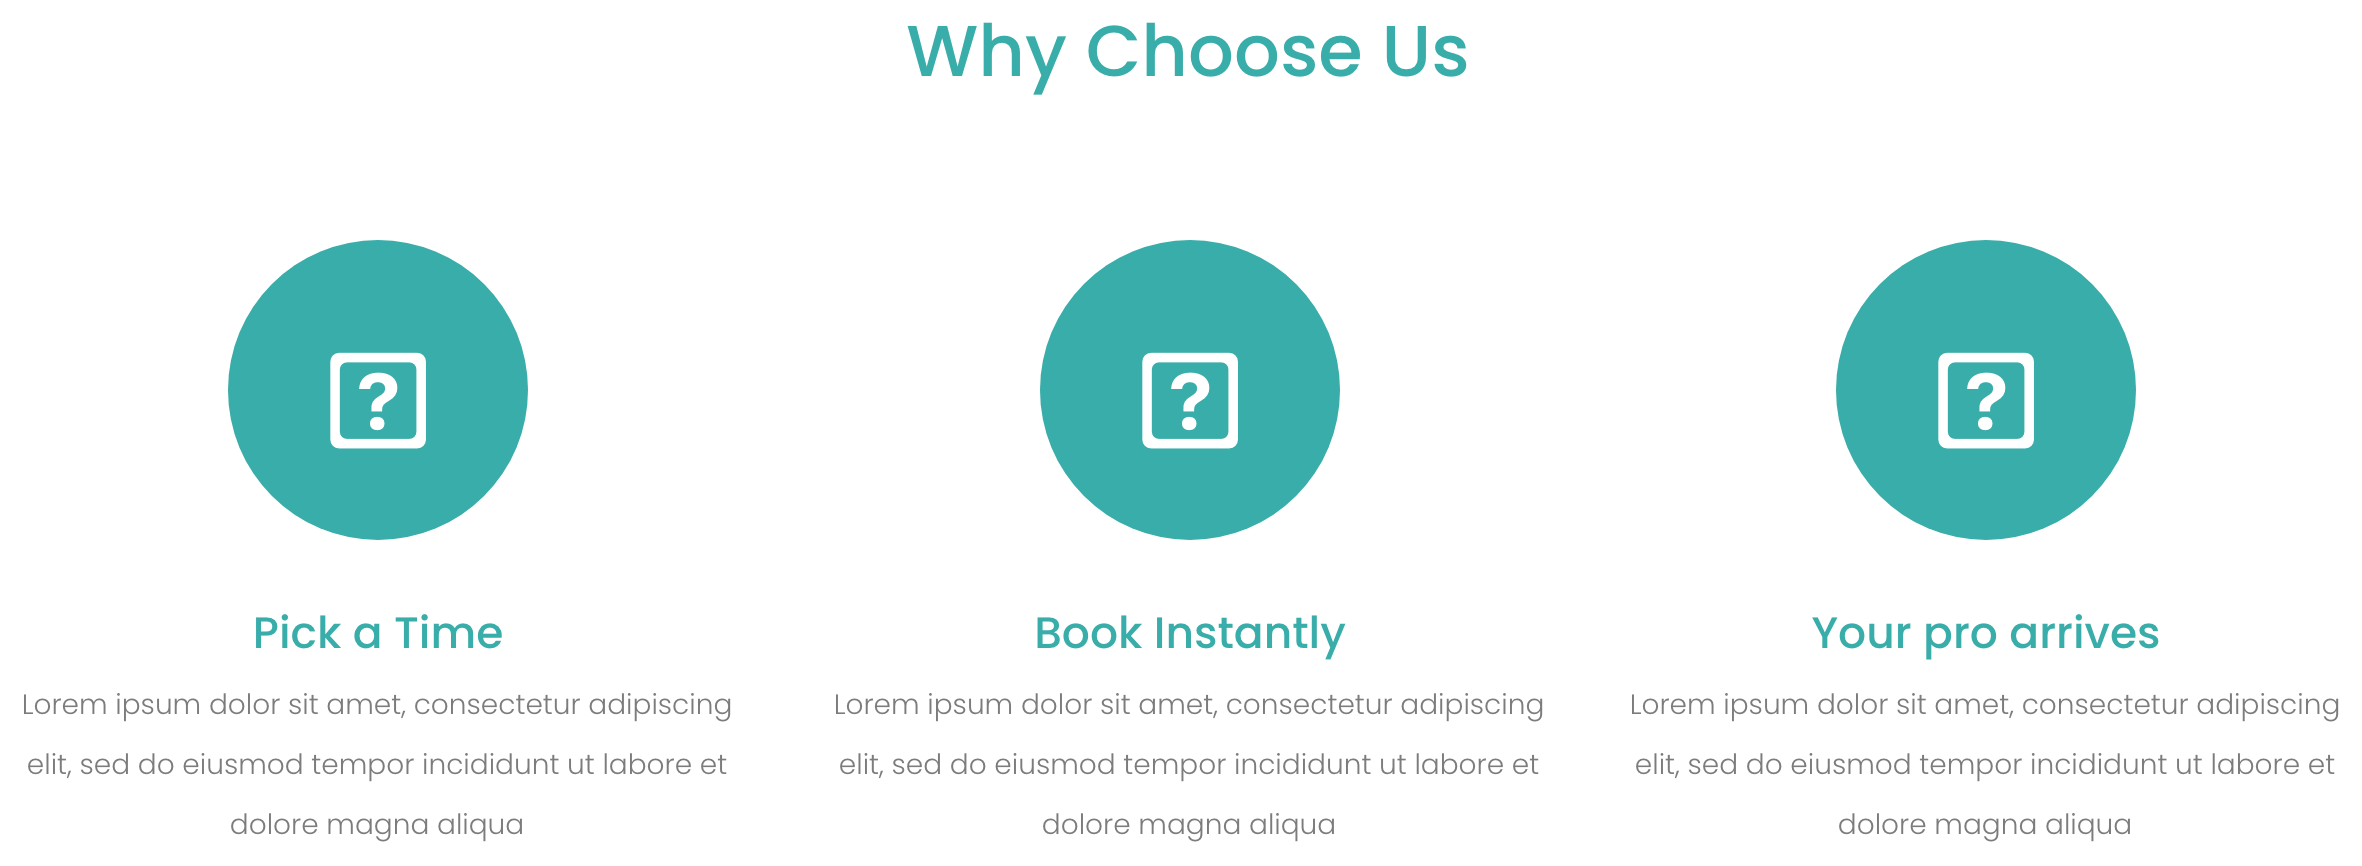 Why Choose Us
?
?
?
Pick a Time
Lorem ipsum dolor sit amet, consectetur adipiscing
elit, sed do eiusmod tempor incididunt ut labore et
dolore magna aliqua
Book Instantly
Lorem ipsum dolor sit amet, consectetur adipiscing
elit, sed do eiusmod tempor incididunt ut labore et
dolore magna aliqua
Your pro arrives
Lorem ipsum dolor sit amet, consectetur adipiscing
elit, sed do eiusmod tempor incididunt ut labore et
dolore magna aliqua